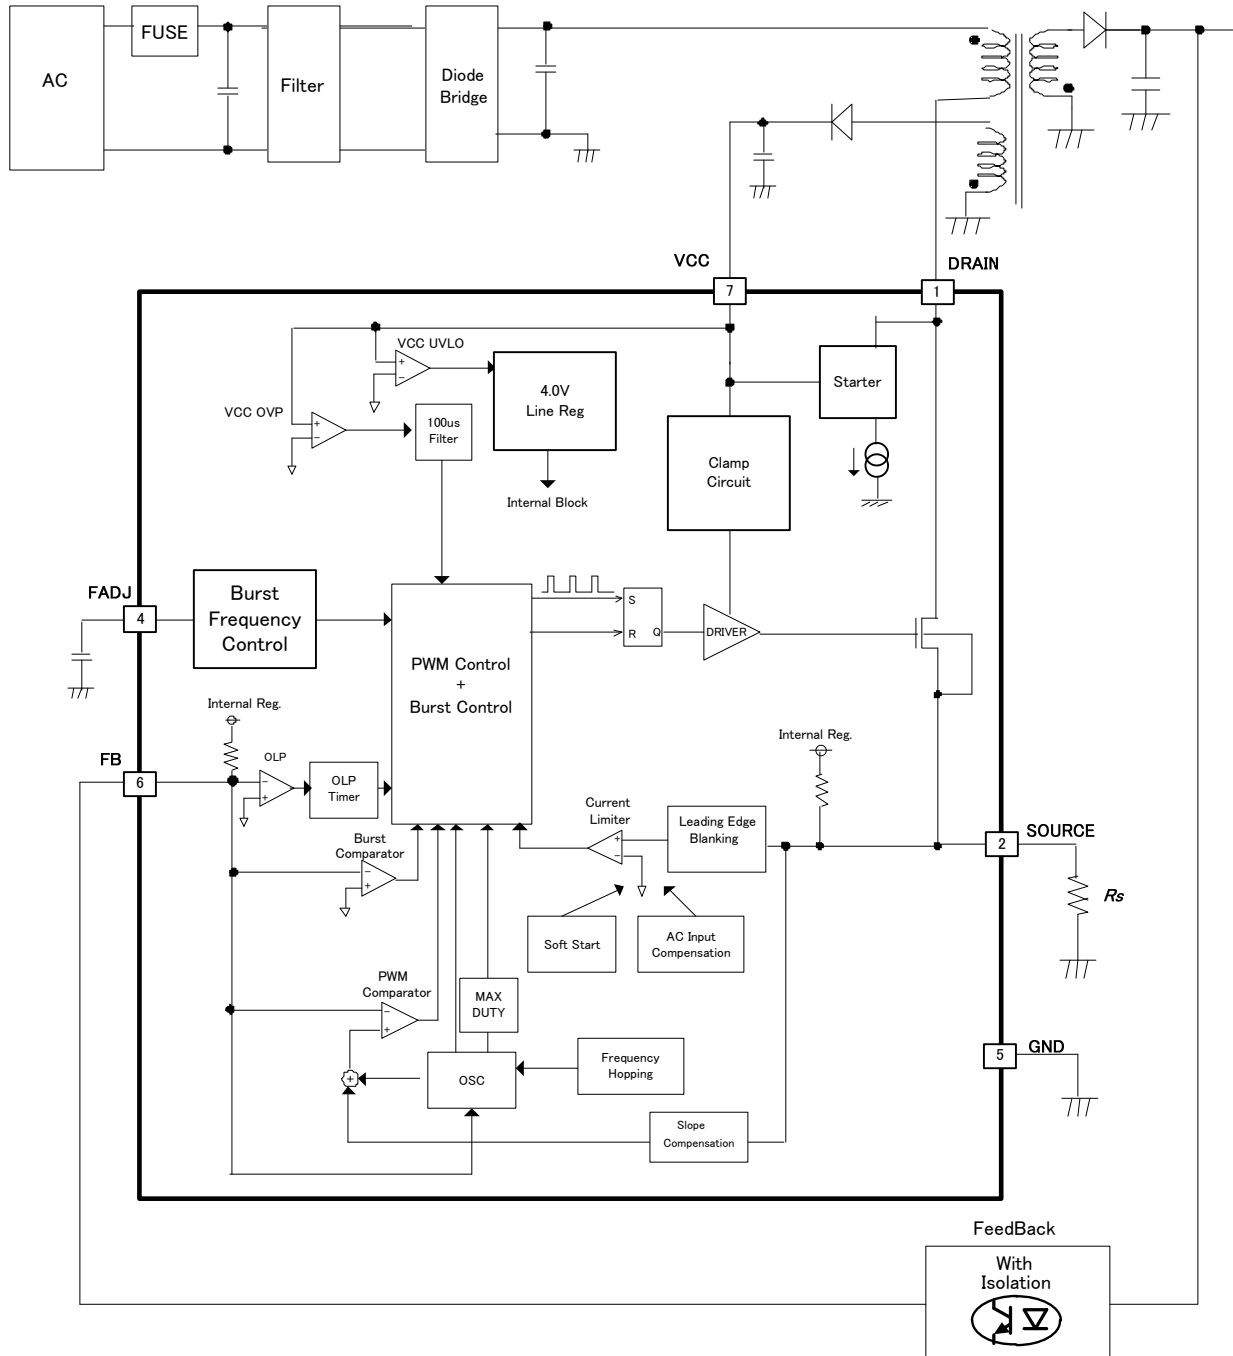 AC
FUSE
Filter
Diode
Bridge
VCC
DRAIN
7
1
VCC UVLO
+
−
4.0V
Line Reg
Starter
VCC OVP
+
−
100us
Filter
Clamp
Circuit
Internal Block
FADJ
4
Burst
Frequency
Control
PWM Control
+
Burst Control
S
R
Q
DRIVER
Internal Reg.
FB
6
OLP
−
+
OLP
Timer
Internal Reg.
Current
Limiter
+
−
Leading Edge
Blanking
SOURCE
2
Rs
Burst
Comparator
−
+
Soft Start
AC Input
Compensation
PWM
Comparator
−
+
MAX
DUTY
GND
5
+
OSC
Frequency
Hopping
Slope
Compensation
FeedBack
With
Isolation